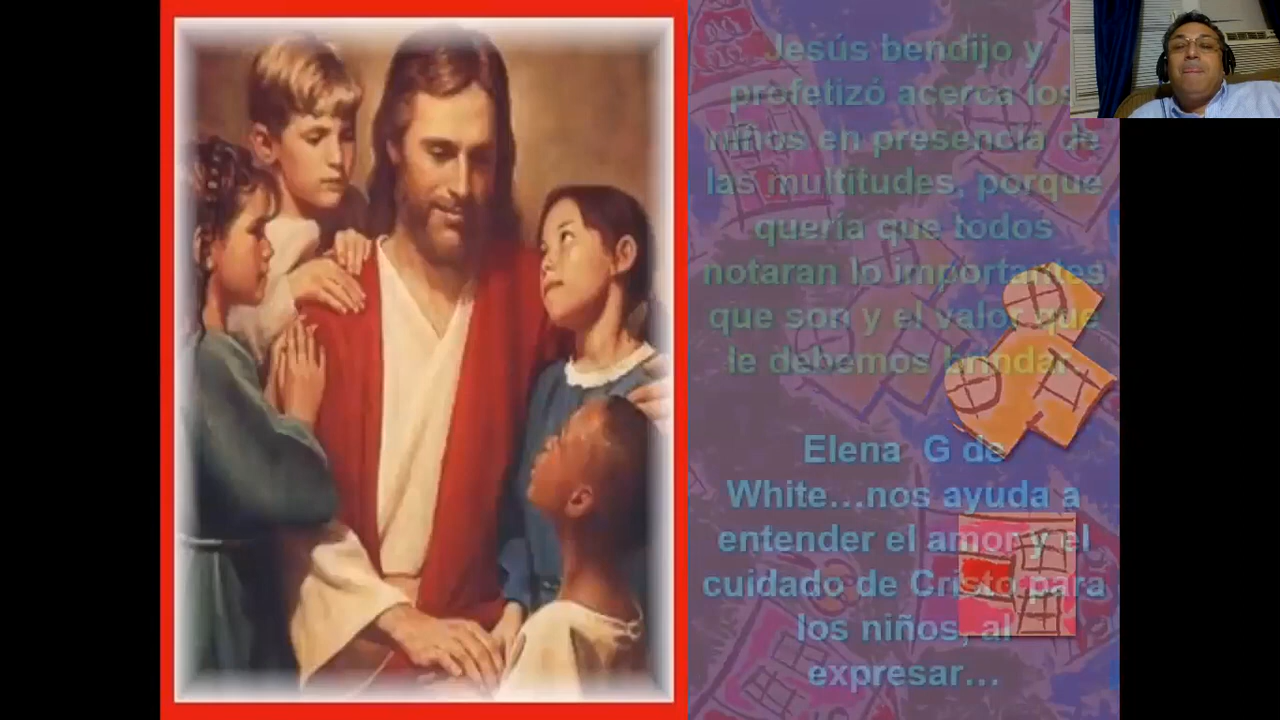 Jesús bendijo y
profetizó acerca los
niños en presencia de
las multitudes, porque
quería que todos
notaran lo importantes
que son y el valor que
le debemos brindar.
Elena G de
White...nos ayuda a
entender el amor y el
cuidado de Cristo para
los niños, al
expresar...